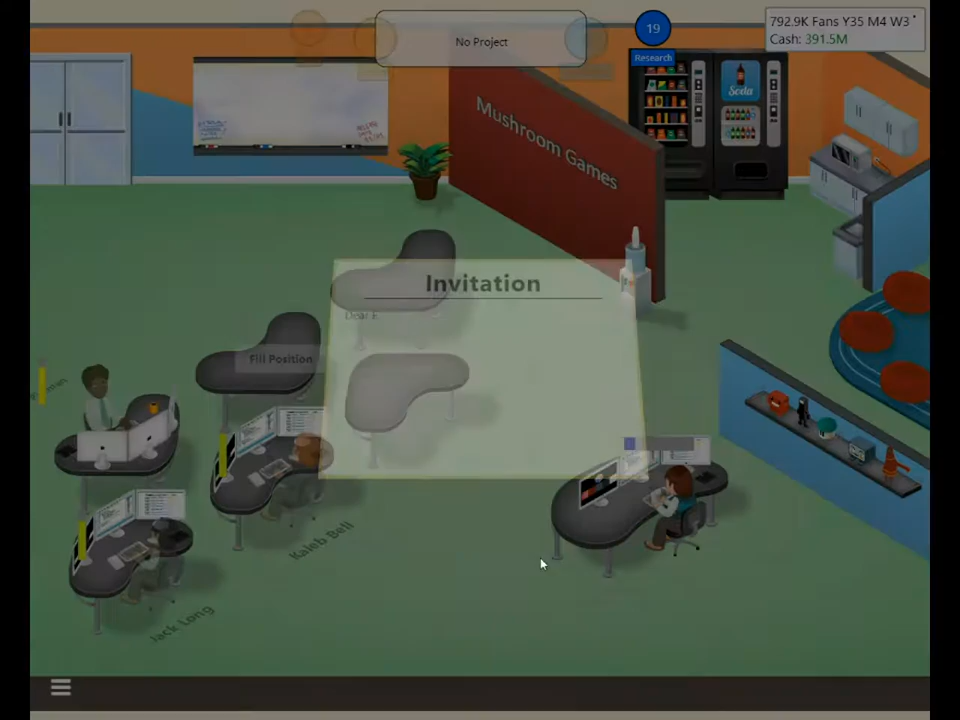 No Project
19
Research
792.9K Fans Y35 M4 W3
Cash: 391.5M
Soda
Mushroom Games
Invitation
Dear
Fill Position
Kaleb Bell
Jack Long